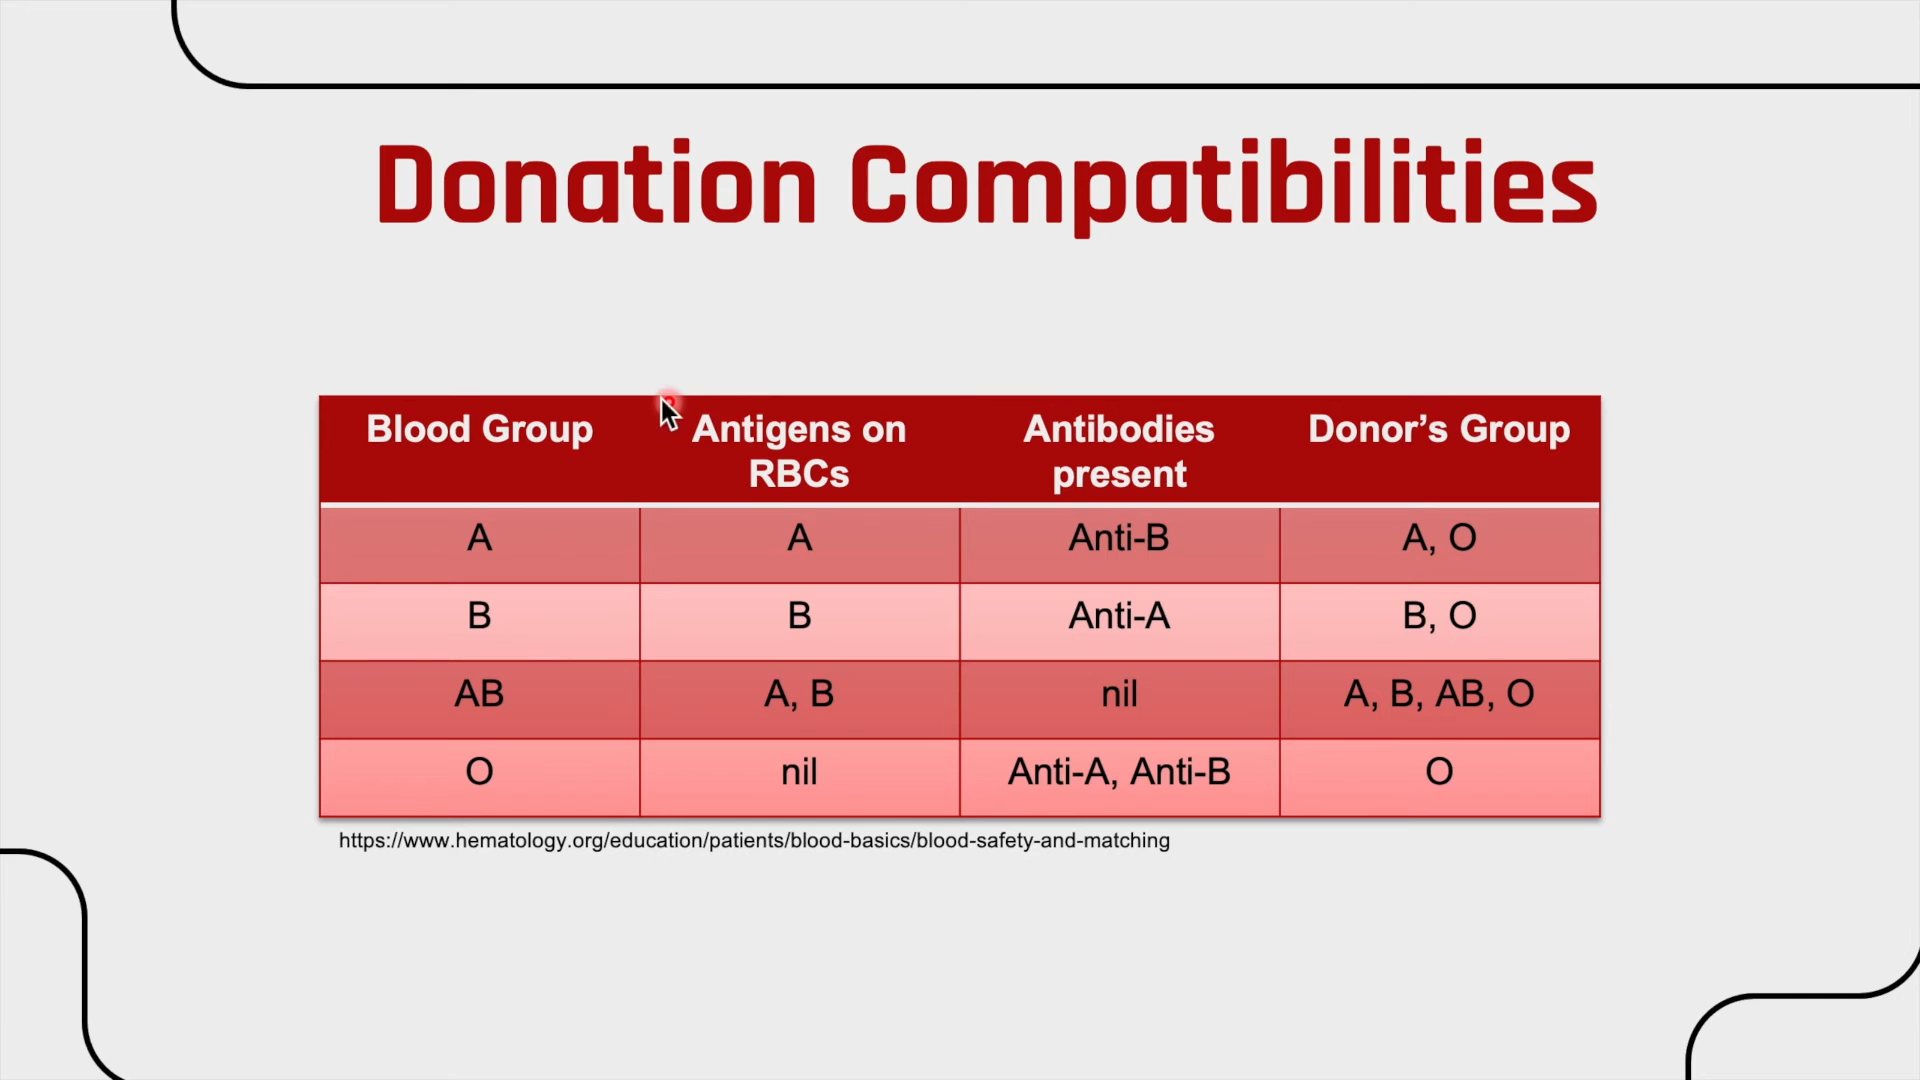 Donation Compatibilities
Blood Group Antigens on RBCs Antibodies present Donor’s Group
A A Anti-B A, O
B B Anti-A B, O
AB A, B nil A, B, AB, O
O nil Anti-A, Anti-B O
https://www.hematology.org/education/patients/blood-basics/blood-safety-and-matching